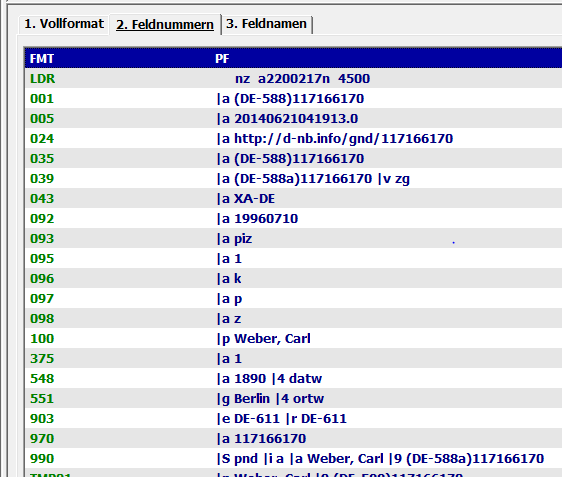 1. Vollformat 2. Feldnummern 3. Feldnamen
FMT PF
LDR nz a2200217n 4500
001 |a (DE-588)117166170
005 |a 20140621041913.0
024 |a http://d-nb.info/gnd/117166170
035 |a (DE-588)117166170
039 |a (DE-588a)117166170 |v zg
043 |a XA-DE
092 |a 19960710
093 |a piz
095 |a 1
096 |a k
097 |a p
098 |a z
100 |p Weber, Carl
375 |a 1
548 |a 1890 |4 datw
551 |g Berlin |4 ortw
903 |e DE-611 |r DE-611
970 |a 117166170
990 |S pnd |i a |a Weber, Carl |9 (DE-588a)117166170